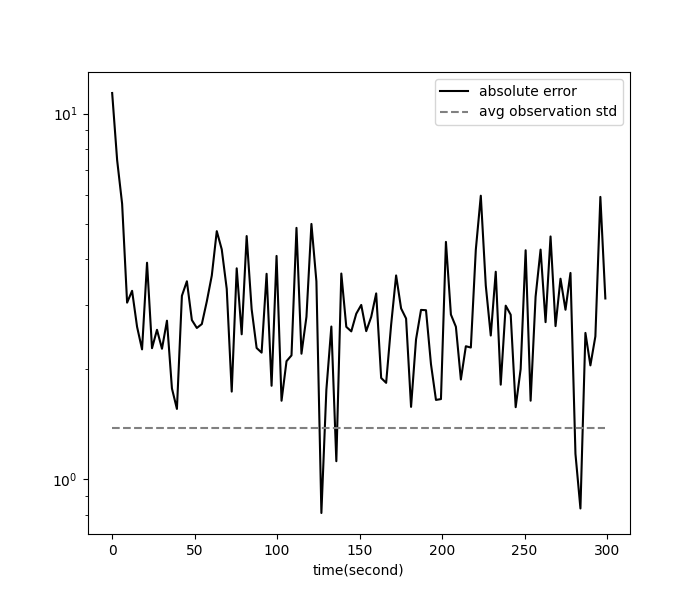 absolute error
avg observation std
10¹
10⁰
0 50 100 150 200 250 300
time(second)